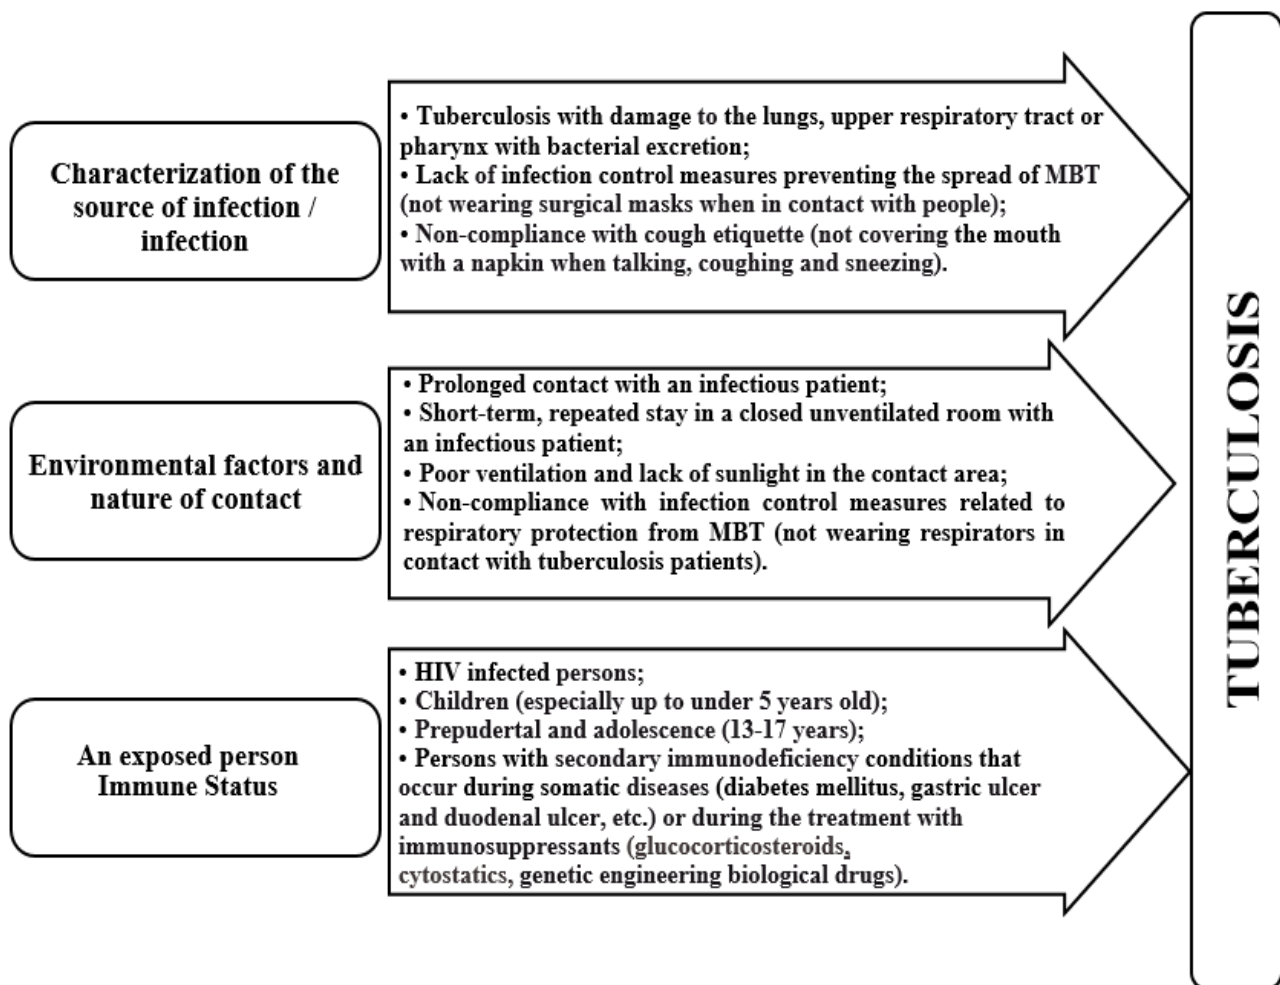 Characterization of the
source of infection /
infection
• Tuberculosis with damage to the lungs, upper respiratory tract or
pharynx with bacterial excretion;
• Lack of infection control measures preventing the spread of MBT
(not wearing surgical masks when in contact with people);
• Non-compliance with cough etiquette (not covering the mouth
with a napkin when talking, coughing and sneezing).
Environmental factors and
nature of contact
• Prolonged contact with an infectious patient;
• Short-term, repeated stay in a closed unventilated room with
an infectious patient;
• Poor ventilation and lack of sunlight in the contact area;
• Non-compliance with infection control measures related to
respiratory protection from MBT (not wearing respirators in
contact with tuberculosis patients).
An exposed person
Immune Status
• HIV infected persons;
• Children (especially up to under 5 years old);
• Prepudertal and adolescence (13-17 years);
• Persons with secondary immunodeficiency conditions that
occur during somatic diseases (diabetes mellitus, gastric ulcer
and duodenal ulcer, etc.) or during the treatment with
immunosuppressants (glucocorticosteroids,
cytostatics, genetic engineering biological drugs).
TUBERCULOSIS